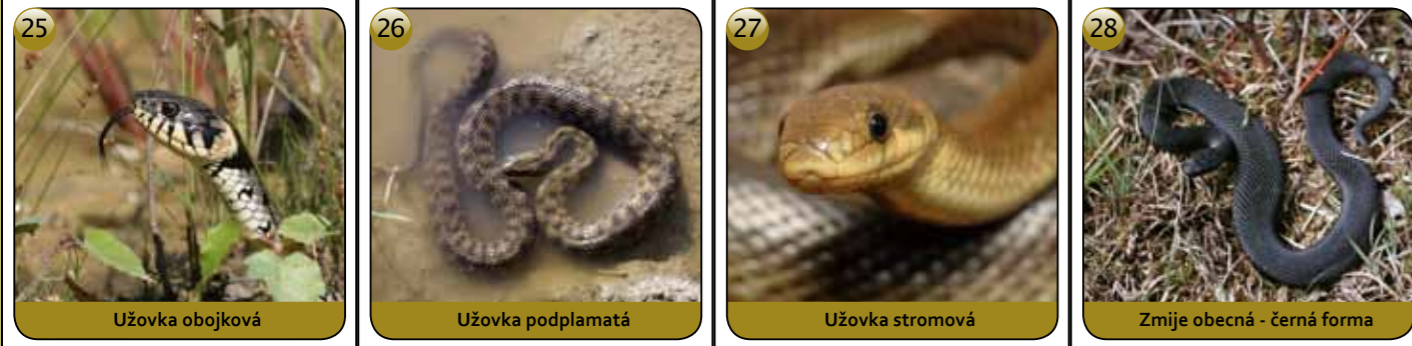 25
Užovka obojková
26
Užovka podplamatá
27
Užovka stromová
28
Zmije obecná - černá forma